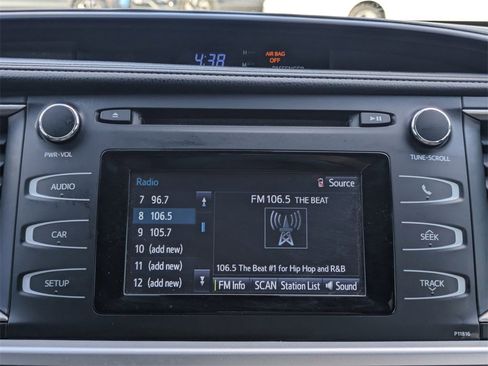 4:38
H
M
AIR BAG
OFF
PASSENGER
PWR•VOL
TUNE•SCROLL
AUDIO
CAR
SETUP
SEEK
TRACK
Radio
Source
7 96.7
8 106.5
9 105.7
10 (add new)
11 (add new)
12 (add new)
FM 106.5 THE BEAT
106.5 The Beat #1 for Hip Hop and R&B
FM Info SCAN Station List Sound
P11816